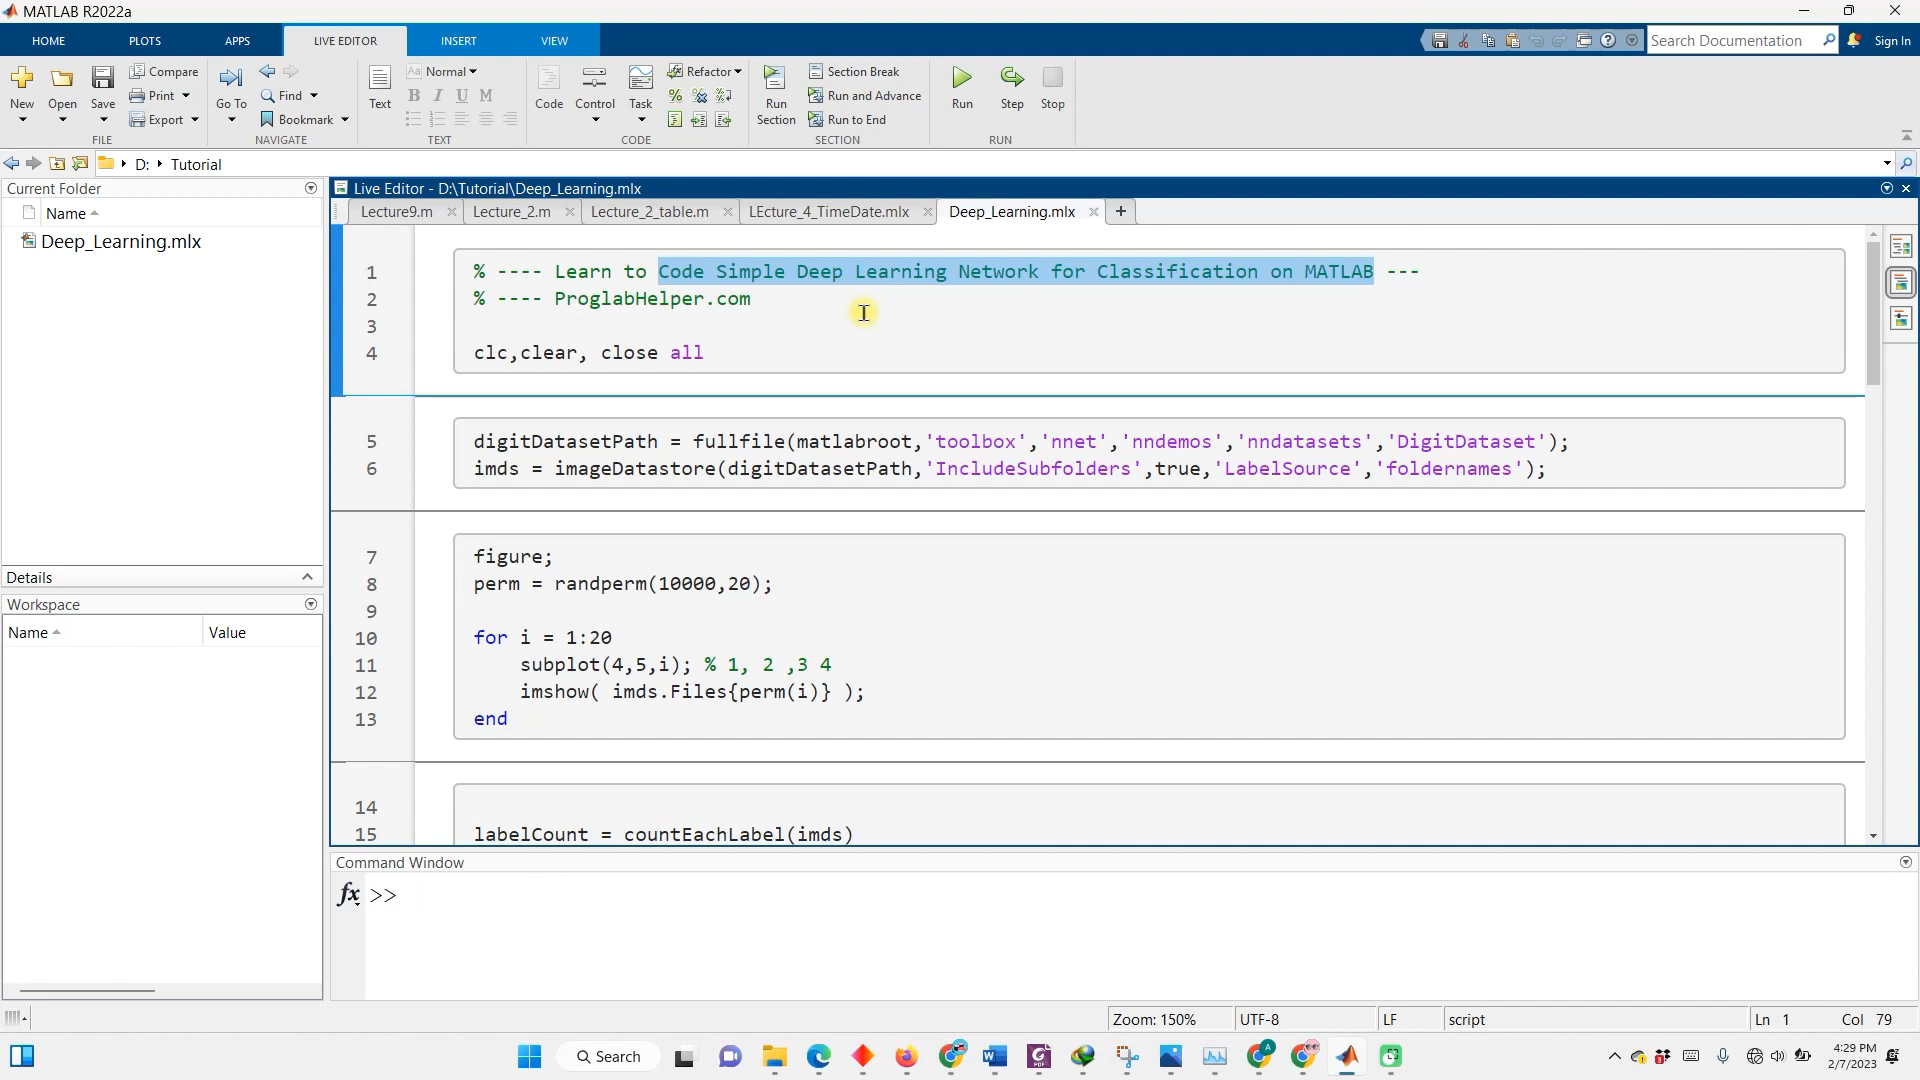 MATLAB R2022a
HOME PLOTS APPS LIVE EDITOR INSERT VIEW Search Documentation Sign In
New Open Save Compare Print Export Go To Find Bookmark Text Aa Normal B I U M Code Control Task Refactor Run Section Section Break Run and Advance Run to End Run Step Stop
FILE NAVIGATE TEXT CODE SECTION RUN
D: Tutorial
Current Folder
Name
Deep_Learning.mlx
Details
Workspace
Name Value
Live Editor - D:\Tutorial\Deep_Learning.mlx
Lecture9.m Lecture_2.m Lecture_2_table.m LEcture_4_TimeDate.mlx Deep_Learning.mlx +
1 % ---- Learn to Code Simple Deep Learning Network for Classification on MATLAB ---
2 % ---- ProglabHelper.com
3
4 clc,clear, close all
5 digitDatasetPath = fullfile(matlabroot,'toolbox','nnet','nndemos','nndatasets','DigitDataset');
6 imds = imageDatastore(digitDatasetPath,'IncludeSubfolders',true,'LabelSource','foldernames');
7 figure;
8 perm = randperm(10000,20);
9
10 for i = 1:20
11 subplot(4,5,i); % 1, 2 ,3 4
12 imshow( imds.Files{perm(i)} );
13 end
14
15 labelCount = countEachLabel(imds)
Command Window
fx >>
Zoom: 150% UTF-8 LF script Ln 1 Col 79
Search
4:29 PM
2/7/2023